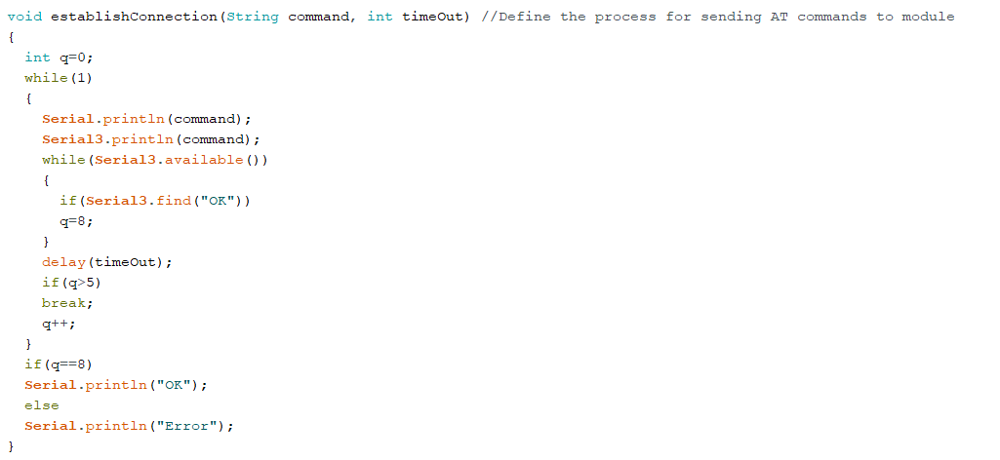 void establishConnection(String command, int timeOut) //Define the process for sending AT commands to module
{
  int q=0;
  while(1)
  {
    Serial.println(command);
    Serial3.println(command);
    while(Serial3.available())
    {
      if(Serial3.find("OK"))
      q=8;
    }
    delay(timeOut);
    if(q>5)
    break;
    q++;
  }
  if(q==8)
  Serial.println("OK");
  else
  Serial.println("Error");
}